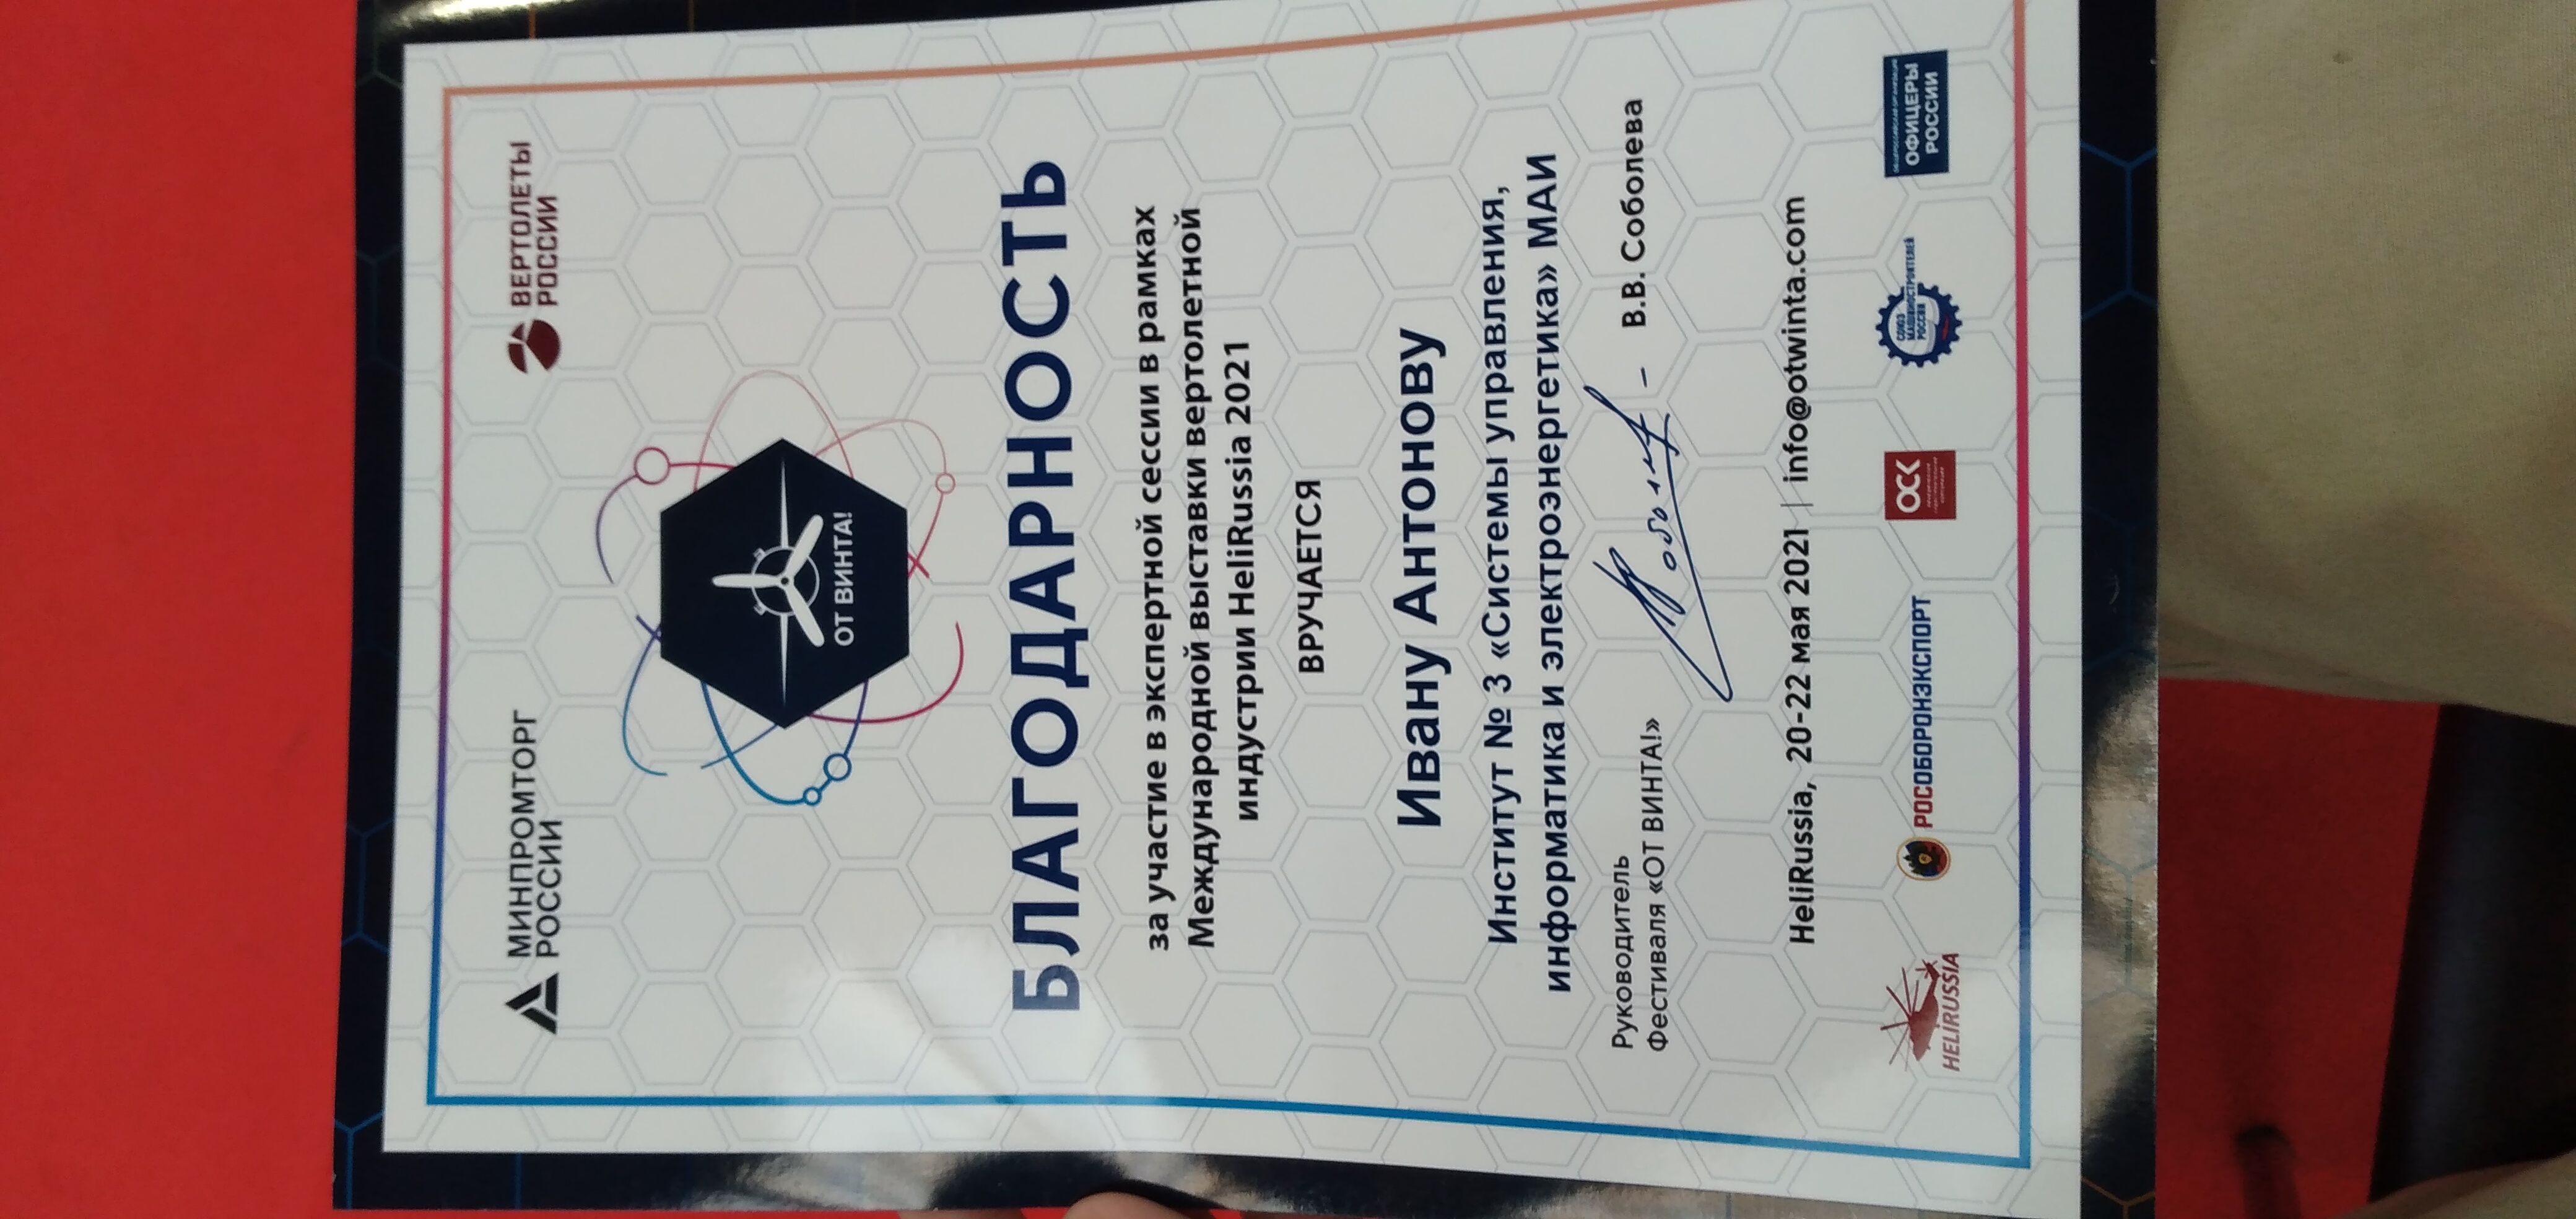 МИНПРОМТОРГ
РОССИИ
ВЕРТОЛЕТЫ
РОССИИ
ОТ ВИНТА!
БЛАГОДАРНОСТЬ
за участие в экспертной сессии в рамках
Международной выставки вертолетной
индустрии HeliRussia 2021
ВРУЧАЕТСЯ
Ивану Антонову
Институт № 3 «Системы управления,
информатика и электроэнергетика» МАИ
Руководитель
Фестиваля «ОТ ВИНТА!»
В.В. Соболева
HeliRussia, 20-22 мая 2021 | info@otwinta.com
HELIRUSSIA
РОСОБОРОНЭКСПОРТ
ОСК
СОЮЗ
МАШИНОСТРОИТЕЛЕЙ
РОССИИ
ОБЩЕРОССИЙСКАЯ ОРГАНИЗАЦИЯ
ОФИЦЕРЫ
РОССИИ